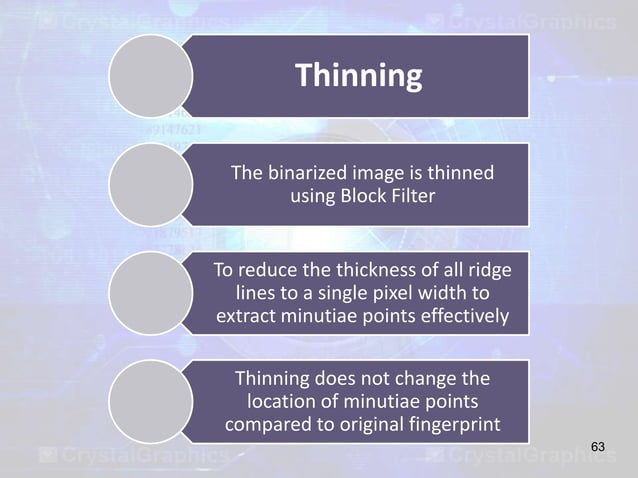 CrystalGraphics
CrystalGraphics
Thinning
89147621
The binarized image is thinned
using Block Filter
To reduce the thickness of all ridge
lines to a single pixel width to
extract minutiae points effectively
Thinning does not change the
location of minutiae points
compared to original fingerprint
63
CrystalGraphics
CrystalGraphics